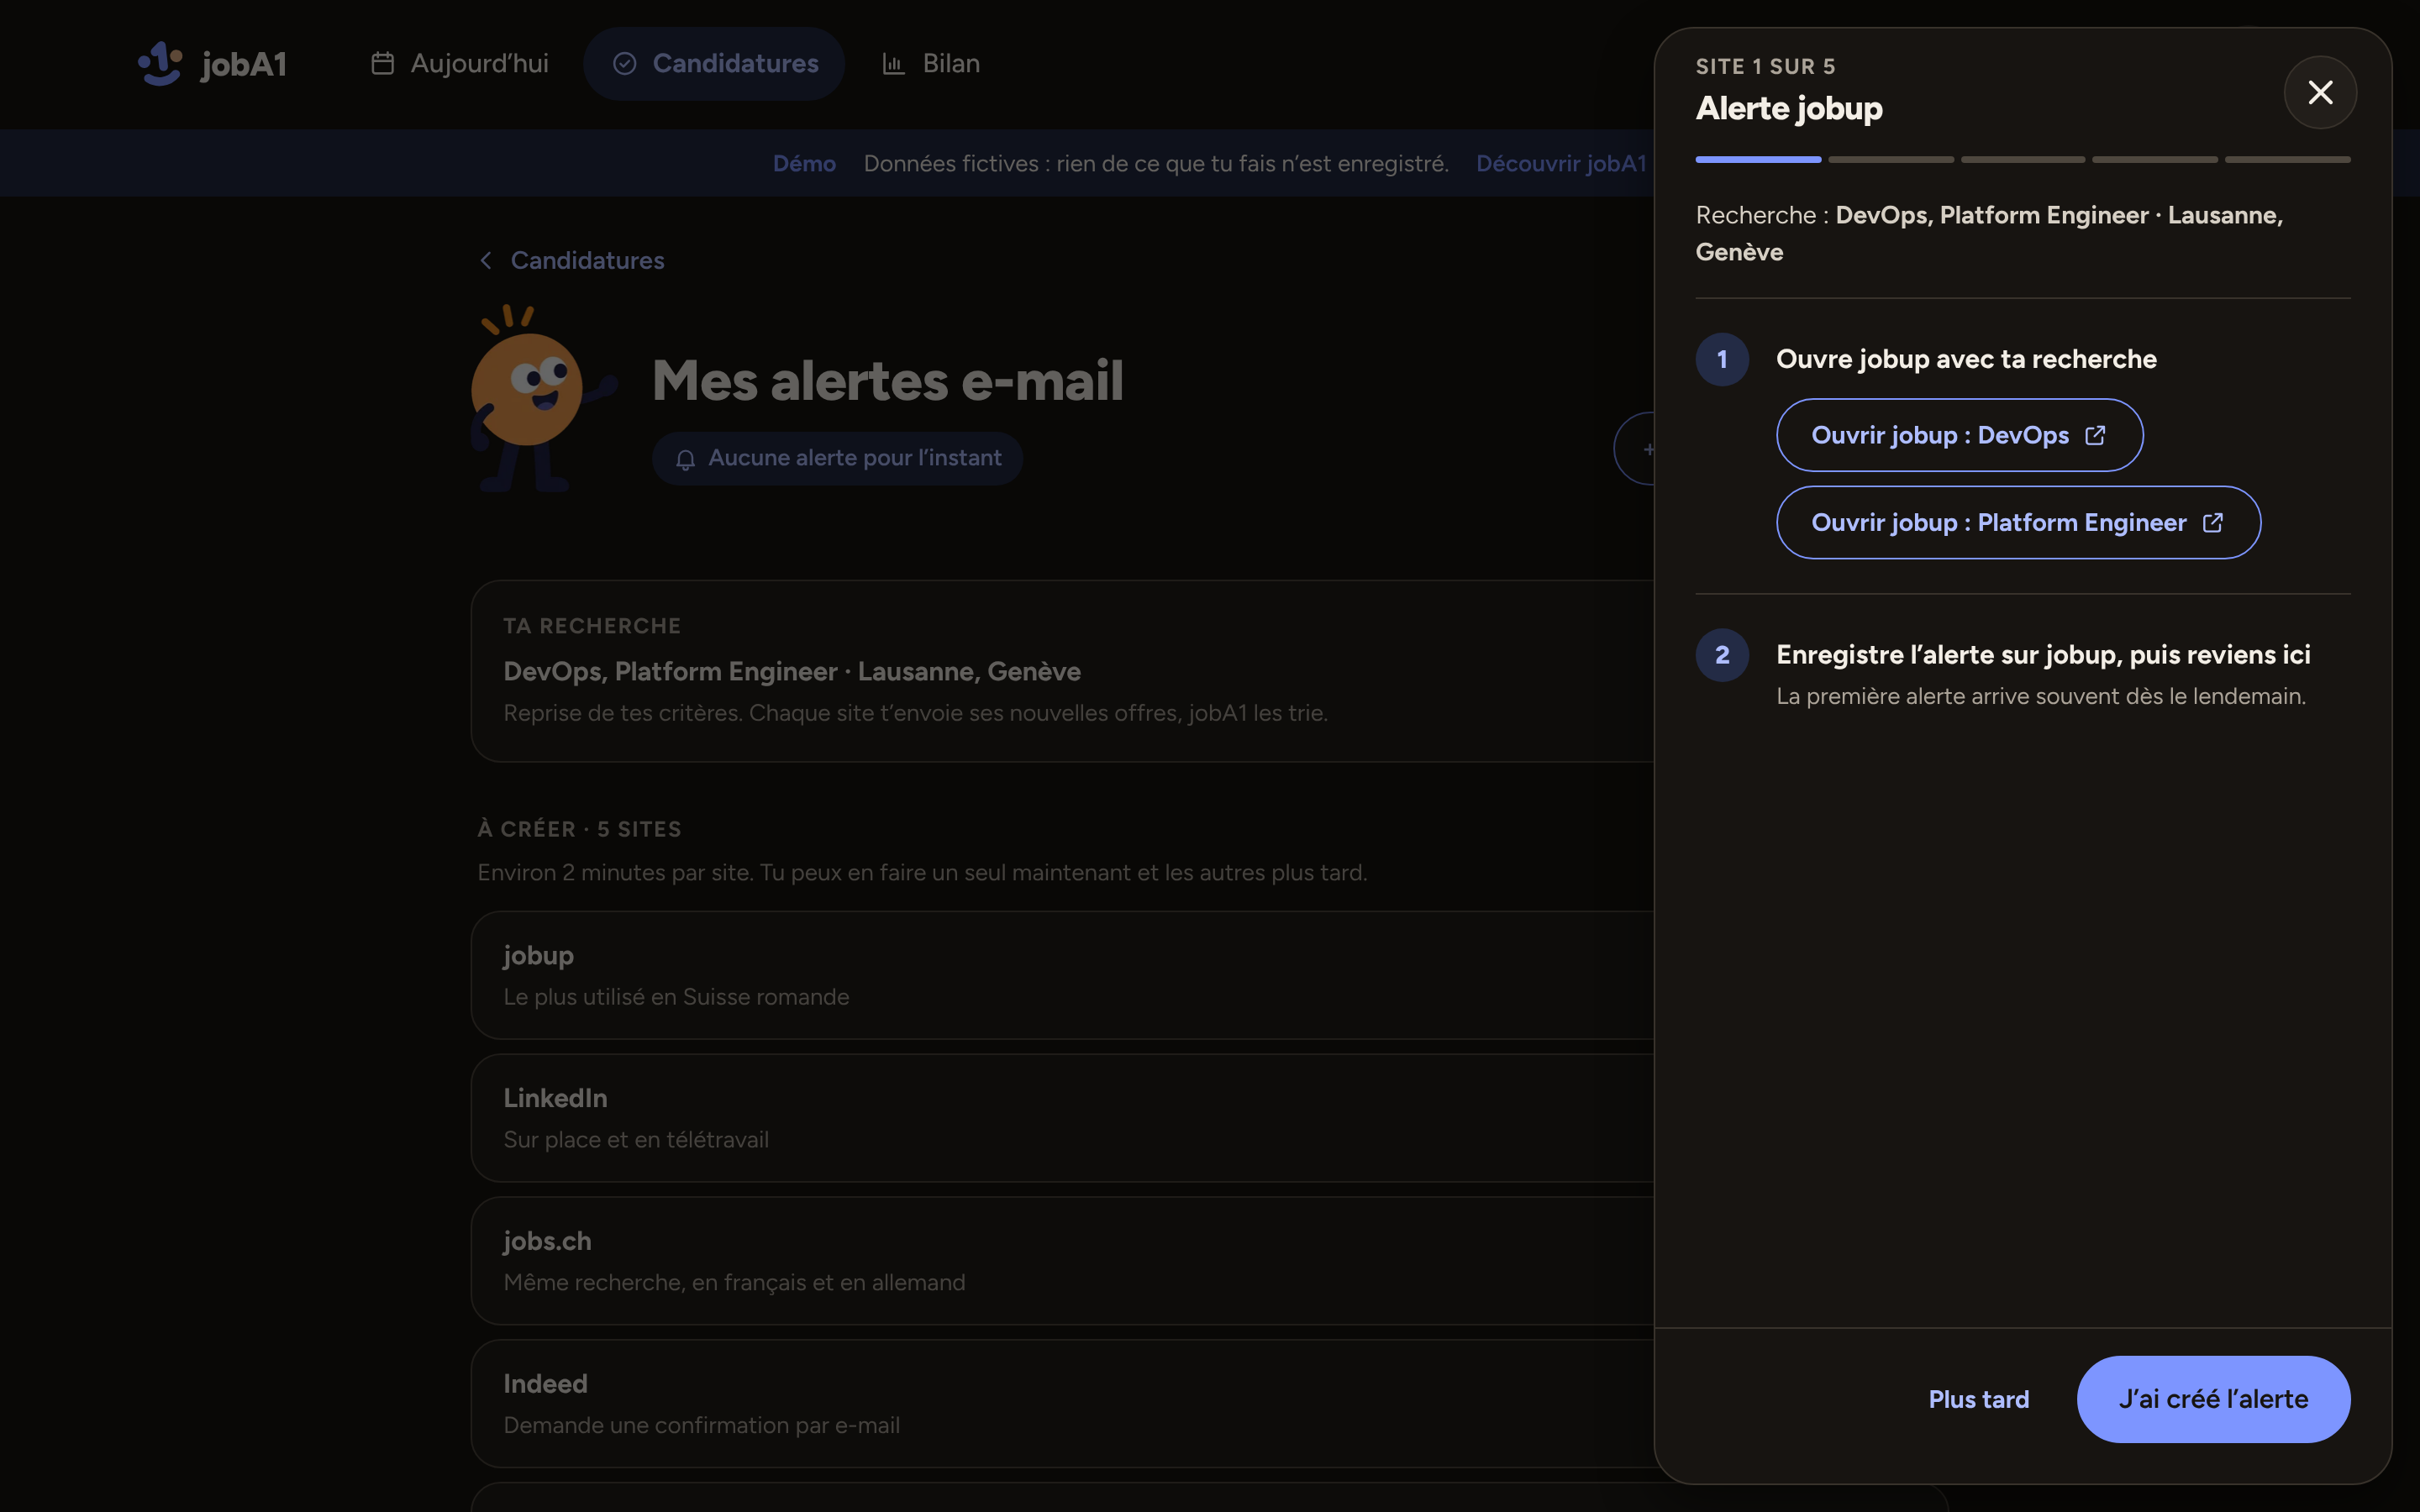 jobA1
Aujourd’hui
Candidatures
Bilan
Démo Données fictives : rien de ce que tu fais n’est enregistré. Découvrir jobA1
Candidatures
Mes alertes e-mail
Aucune alerte pour l’instant
+
TA RECHERCHE
DevOps, Platform Engineer · Lausanne, Genève
Reprise de tes critères. Chaque site t’envoie ses nouvelles offres, jobA1 les trie.
À CRÉER · 5 SITES
Environ 2 minutes par site. Tu peux en faire un seul maintenant et les autres plus tard.
jobup
Le plus utilisé en Suisse romande
LinkedIn
Sur place et en télétravail
jobs.ch
Même recherche, en français et en allemand
Indeed
Demande une confirmation par e-mail
SITE 1 SUR 5
Alerte jobup
Recherche : DevOps, Platform Engineer · Lausanne,
Genève
1 Ouvre jobup avec ta recherche
Ouvrir jobup : DevOps
Ouvrir jobup : Platform Engineer
2 Enregistre l’alerte sur jobup, puis reviens ici
La première alerte arrive souvent dès le lendemain.
Plus tard
J’ai créé l’alerte